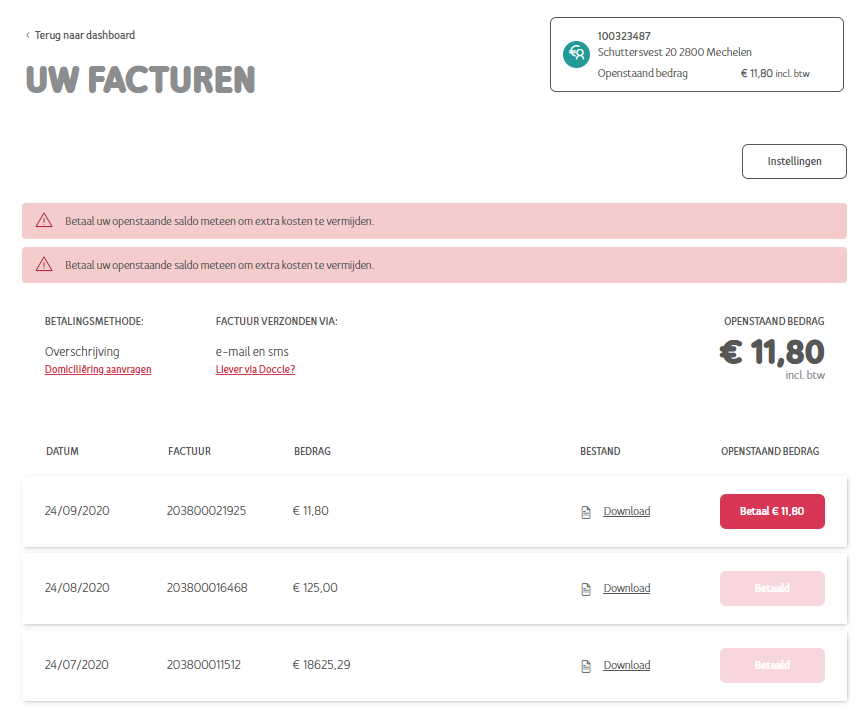 ‹ Terug naar dashboard
UW FACTUREN
100323487
Schuttersvest 20 2800 Mechelen
Openstaand bedrag € 11,80 incl. btw
Instellingen
Betaal uw openstaande saldo meteen om extra kosten te vermijden.
Betaal uw openstaande saldo meteen om extra kosten te vermijden.
BETALINGSMETHODE: FACTUUR VERZONDEN VIA: OPENSTAAND BEDRAG
Overschrijving e-mail en sms € 11,80
Domiciliëring aanvragen Liever via Doccle? incl. btw
DATUM FACTUUR BEDRAG BESTAND OPENSTAAND BEDRAG
24/09/2020 203800021925 € 11,80 Download Betaal € 11,80
24/08/2020 203800016468 € 125,00 Download Betaald
24/07/2020 203800011512 € 18625,29 Download Betaald